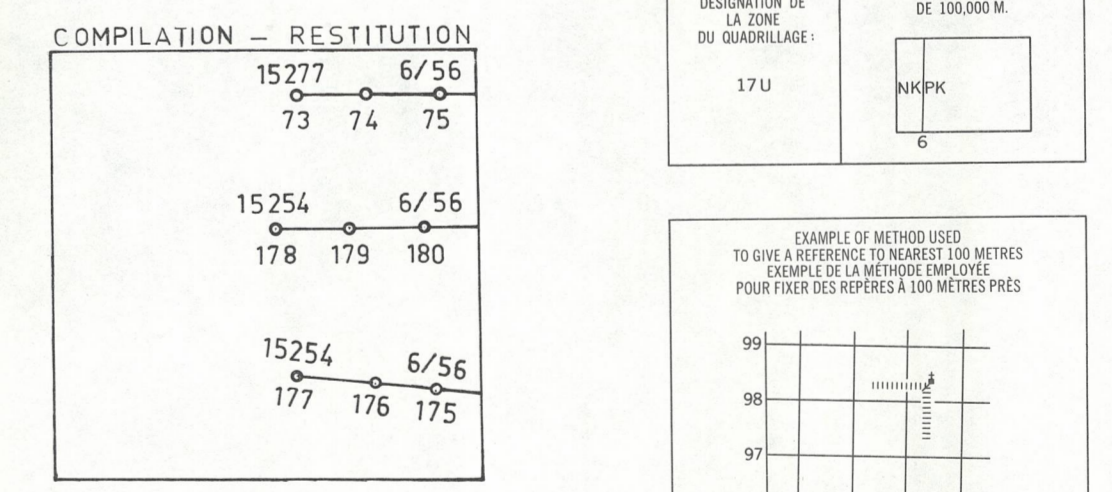 COMPILATION – RESTITUTION
15277 6/56
73 74 75
15254 6/56
178 179 180
15254 6/56
177 176 175
DESIGNATION DE
LA ZONE
DU QUADRILLAGE :
17U
DE 100,000 M.
NK PK
6
EXAMPLE OF METHOD USED
TO GIVE A REFERENCE TO NEAREST 100 METRES
EXEMPLE DE LA MÉTHODE EMPLOYÉE
POUR FIXER DES REPÈRES À 100 MÈTRES PRÈS
99
98
97